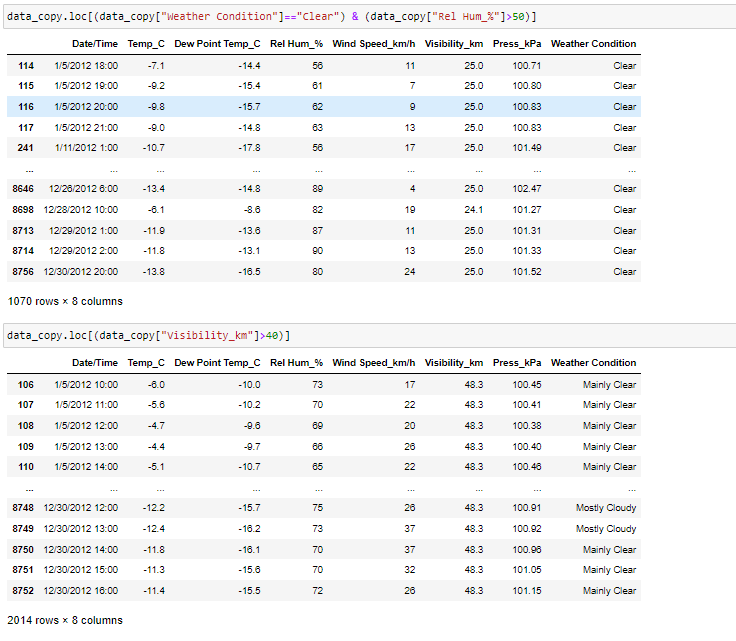 data_copy.loc[(data_copy["Weather Condition"]=="Clear") & (data_copy["Rel Hum_%"]>50)]
Date/Time Temp_C Dew Point Temp_C Rel Hum_% Wind Speed_km/h Visibility_km Press_kPa Weather Condition
114 1/5/2012 18:00 -7.1 -14.4 56 11 25.0 100.71 Clear
115 1/5/2012 19:00 -9.2 -15.4 61 7 25.0 100.80 Clear
116 1/5/2012 20:00 -9.8 -15.7 62 9 25.0 100.83 Clear
117 1/5/2012 21:00 -9.0 -14.8 63 13 25.0 100.83 Clear
241 1/11/2012 1:00 -10.7 -17.8 56 17 25.0 101.49 Clear
... ... ... ... ... ... ... ... ...
8646 12/26/2012 6:00 -13.4 -14.8 89 4 25.0 102.47 Clear
8698 12/28/2012 10:00 -6.1 -8.6 82 19 24.1 101.27 Clear
8713 12/29/2012 1:00 -11.9 -13.6 87 11 25.0 101.31 Clear
8714 12/29/2012 2:00 -11.8 -13.1 90 13 25.0 101.33 Clear
8756 12/30/2012 20:00 -13.8 -16.5 80 24 25.0 101.52 Clear
1070 rows × 8 columns
data_copy.loc[(data_copy["Visibility_km"]>40)]
Date/Time Temp_C Dew Point Temp_C Rel Hum_% Wind Speed_km/h Visibility_km Press_kPa Weather Condition
106 1/5/2012 10:00 -6.0 -10.0 73 17 48.3 100.45 Mainly Clear
107 1/5/2012 11:00 -5.6 -10.2 70 22 48.3 100.41 Mainly Clear
108 1/5/2012 12:00 -4.7 -9.6 69 20 48.3 100.38 Mainly Clear
109 1/5/2012 13:00 -4.4 -9.7 66 26 48.3 100.40 Mainly Clear
110 1/5/2012 14:00 -5.1 -10.7 65 22 48.3 100.46 Mainly Clear
... ... ... ... ... ... ... ... ...
8748 12/30/2012 12:00 -12.2 -15.7 75 26 48.3 100.91 Mostly Cloudy
8749 12/30/2012 13:00 -12.4 -16.2 73 37 48.3 100.92 Mostly Cloudy
8750 12/30/2012 14:00 -11.8 -16.1 70 37 48.3 100.96 Mainly Clear
8751 12/30/2012 15:00 -11.3 -15.6 70 32 48.3 101.05 Mainly Clear
8752 12/30/2012 16:00 -11.4 -15.5 72 26 48.3 101.15 Mainly Clear
2014 rows × 8 columns